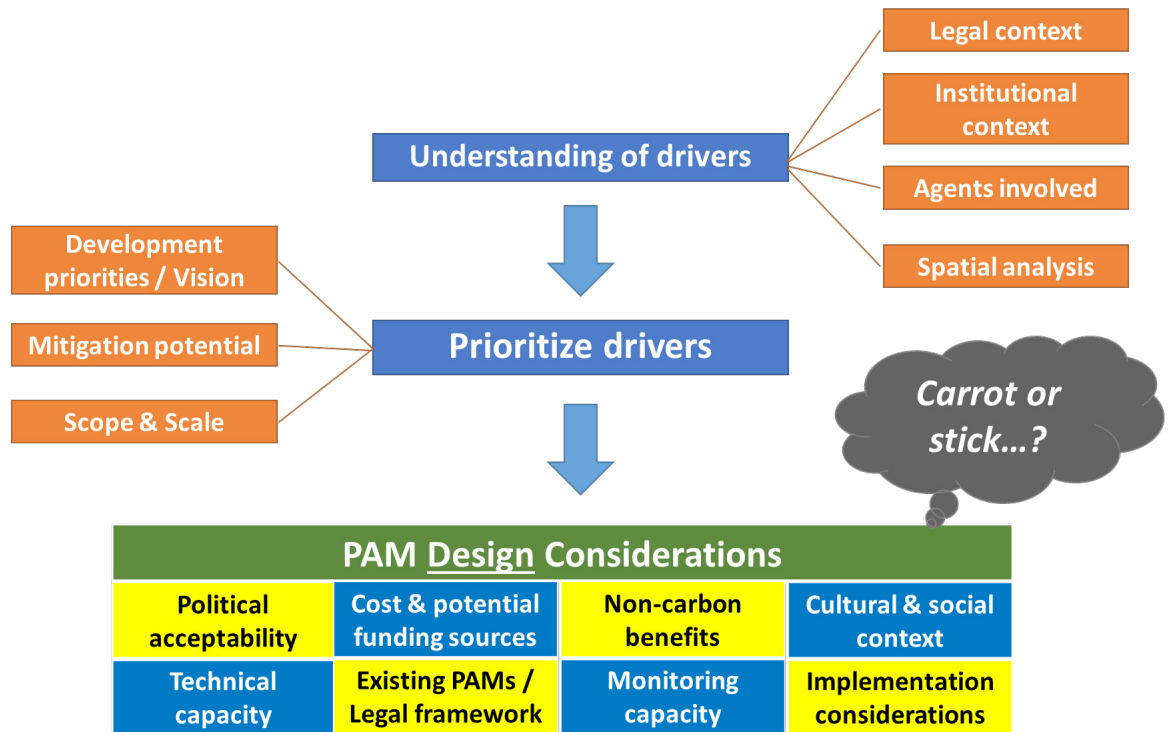 Legal context
Institutional
context
Understanding of drivers
Agents involved
Spatial analysis
Development
priorities / Vision
Mitigation potential
Scope & Scale
Prioritize drivers
Carrot or
stick...?
PAM Design Considerations
Political
acceptability
Cost & potential
funding sources
Non-carbon
benefits
Cultural & social
context
Technical
capacity
Existing PAMs /
Legal framework
Monitoring
capacity
Implementation
considerations